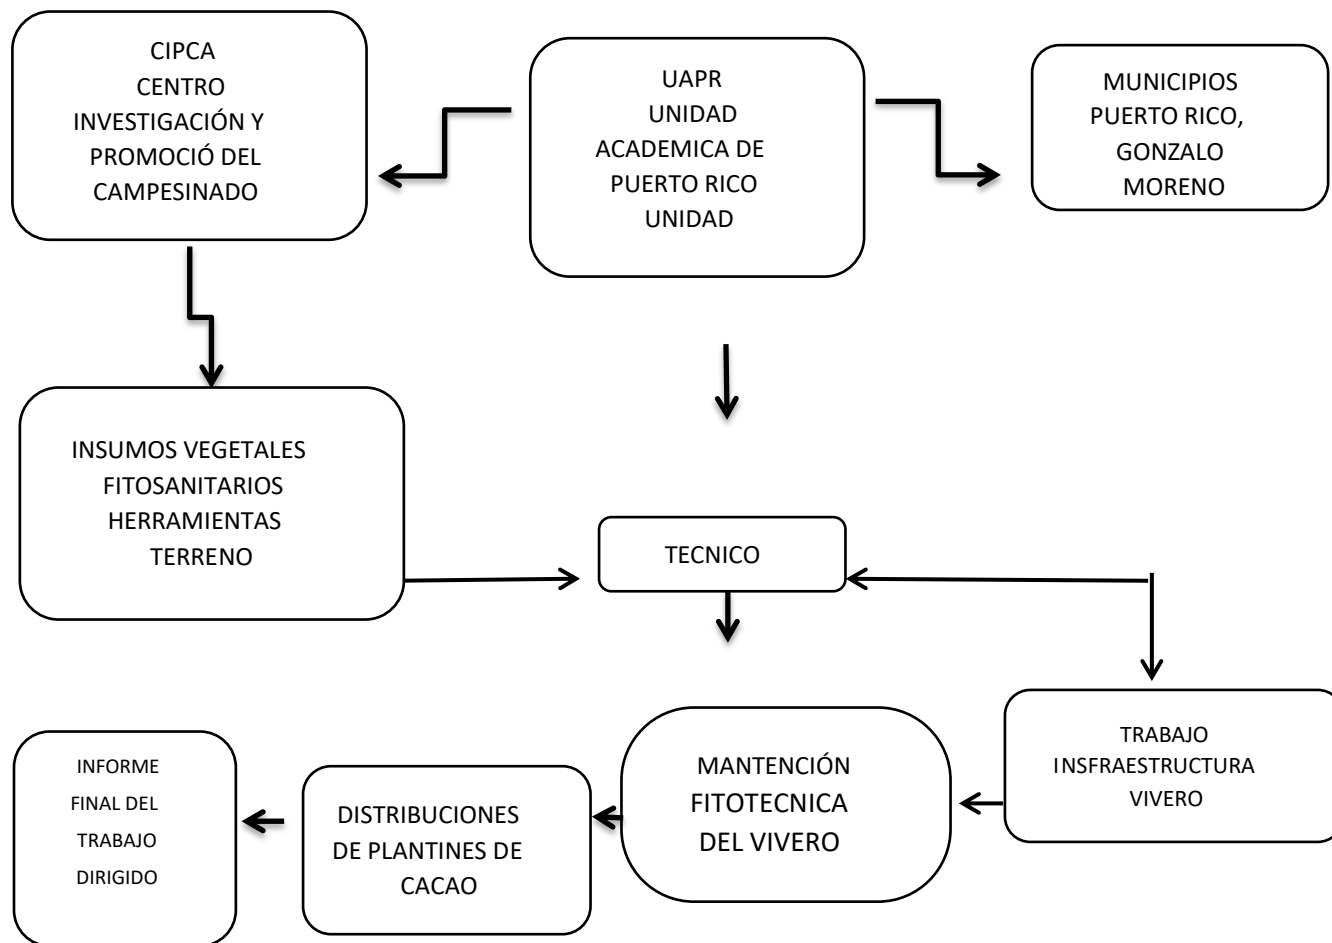 CIPCA
CENTRO
INVESTIGACIÓN Y
PROMOCIÓ DEL
CAMPESINADO
UAPR
UNIDAD
ACADEMICA DE
PUERTO RICO
UNIDAD
MUNICIPIOS
PUERTO RICO,
GONZALO
MORENO
INSUMOS VEGETALES
FITOSANITARIOS
HERRAMIENTAS
TERRENO
TECNICO
TRABAJO
INSFRAESTRUCTURA
VIVERO
MANTENCIÓN
FITOTECNICA
DEL VIVERO
DISTRIBUCIONES
DE PLANTINES DE
CACAO
INFORME
FINAL DEL
TRABAJO
DIRIGIDO